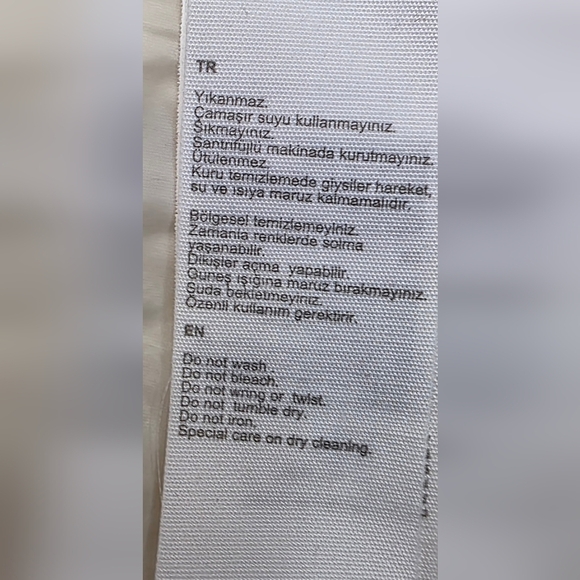 TR
Yıkanmaz.
Çamaşır suyu kullanmayınız.
Sıkmayınız.
Santrifüjlü makinada kurutmayınız.
Ütülenmez.
Kuru temizlemede giysiler hareket,
su ve ısıya maruz kalmamalıdır.
Bölgesel temizlemeyiniz.
Zamanla renklerde solma
yaşanabilir.
Dikişler açma yapabilir.
Güneş ışığına maruz bırakmayınız.
Suda bekletmeyiniz.
Özenli kullanım gerektirir.
EN
Do not wash.
Do not bleach.
Do not wring or twist.
Do not tumble dry.
Do not iron.
Special care on dry cleaning.